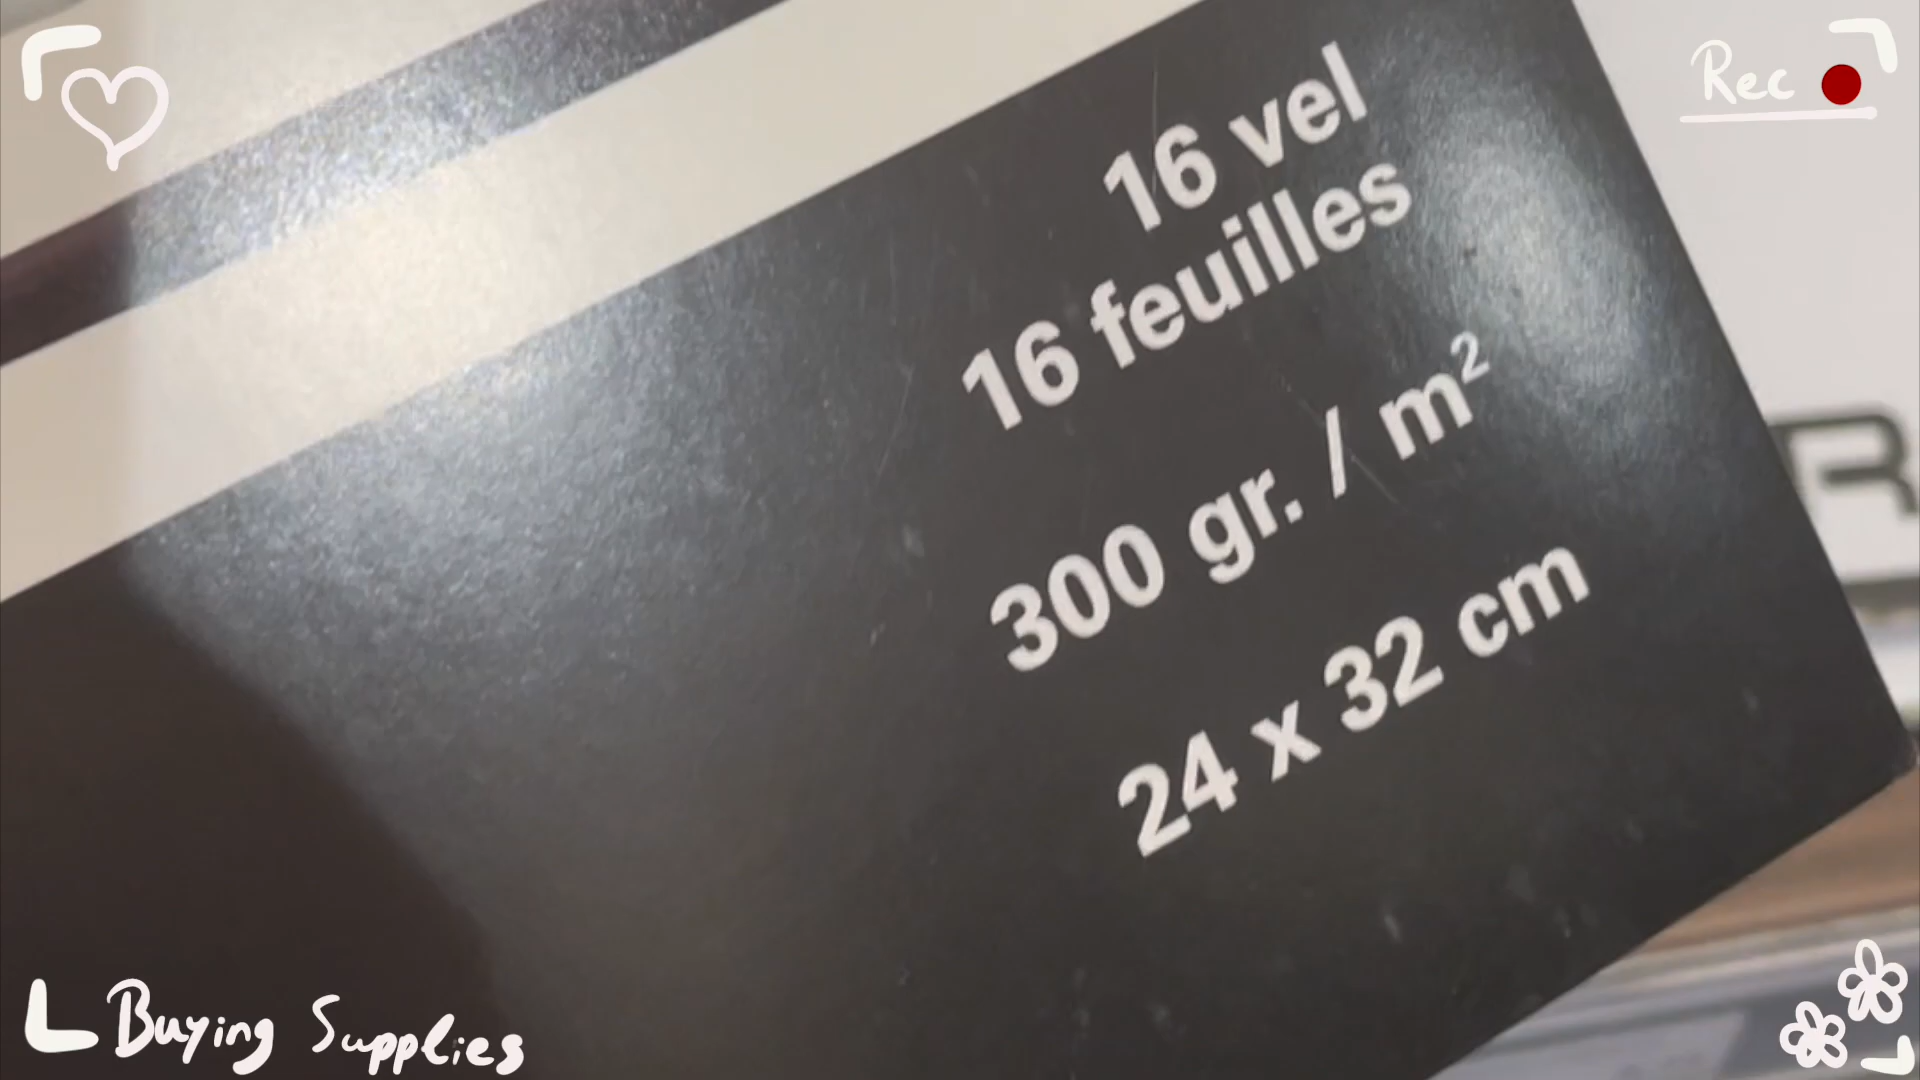 Rec
16 vel
16 feuilles
300 gr. / m²
24 x 32 cm
R
Buying Supplies